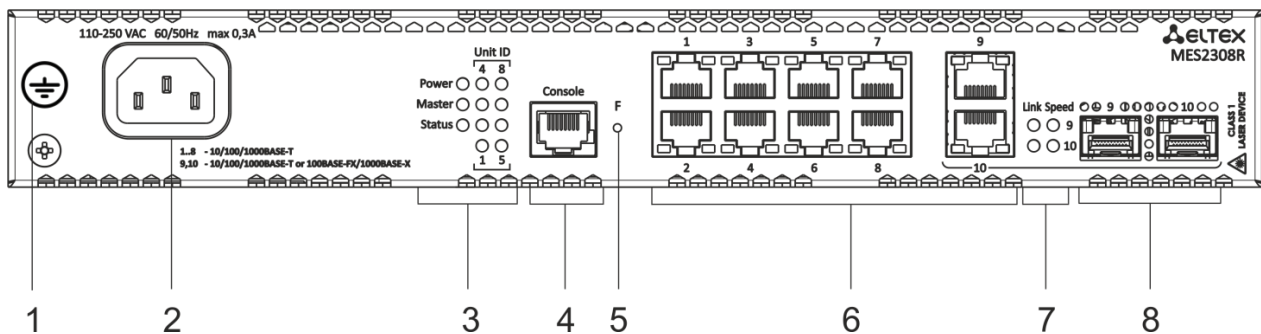 110-250 VAC 60/50Hz max 0,3A
Unit ID
4 8
Power
Master
Status
1 5
Console
F
1 3 5 7 9
2 4 6 8 10
1..8 - 10/100/1000BASE-T
9,10 - 10/100/1000BASE-T or 100BASE-FX/1000BASE-X
Link Speed
9
10
9 10
ELTEX
MES2308R
CLASS 1
LASER DEVICE
1 2 3 4 5 6 7 8